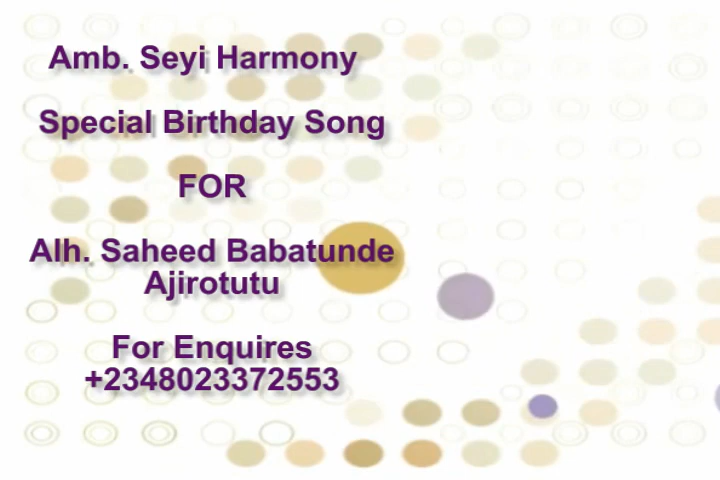 Amb. Seyi Harmony
Special Birthday Song
FOR
Alh. Saheed Babatunde
Ajirotutu
For Enquires
+2348023372553